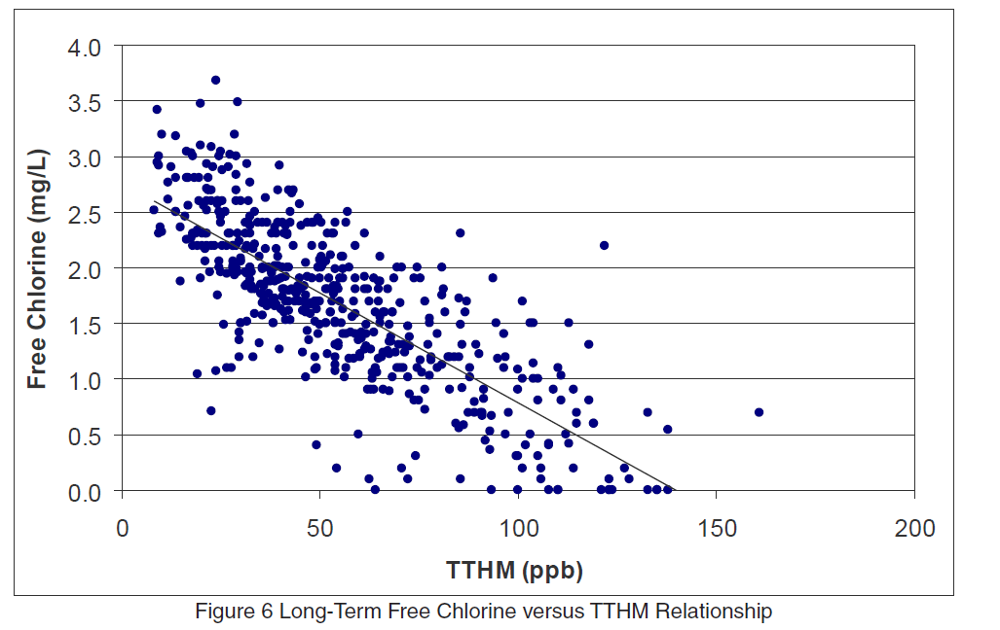 4.0
3.5
3.0
2.5
2.0
1.5
1.0
0.5
0.0
Free Chlorine (mg/L)
0 50 100 150 200
TTHM (ppb)
Figure 6 Long-Term Free Chlorine versus TTHM Relationship